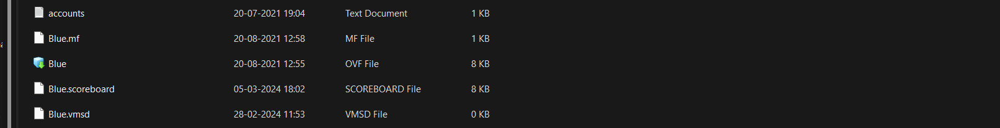 accounts 20-07-2021 19:04 Text Document 1 KB
Blue.mf 20-08-2021 12:58 MF File 1 KB
Blue 20-08-2021 12:55 OVF File 8 KB
Blue.scoreboard 05-03-2024 18:02 SCOREBOARD File 8 KB
Blue.vmsd 28-02-2024 11:53 VMSD File 0 KB